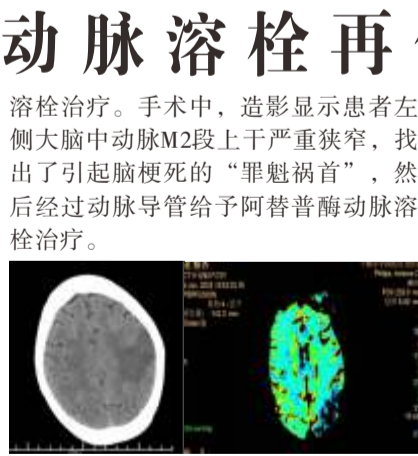 动脉溶栓再
溶栓治疗。手术中，造影显示患者左
侧大脑中动脉M2段上干严重狭窄，找
出了引起脑梗死的“罪魁祸首”，然
后经过动脉导管给予阿替普酶动脉溶
栓治疗。